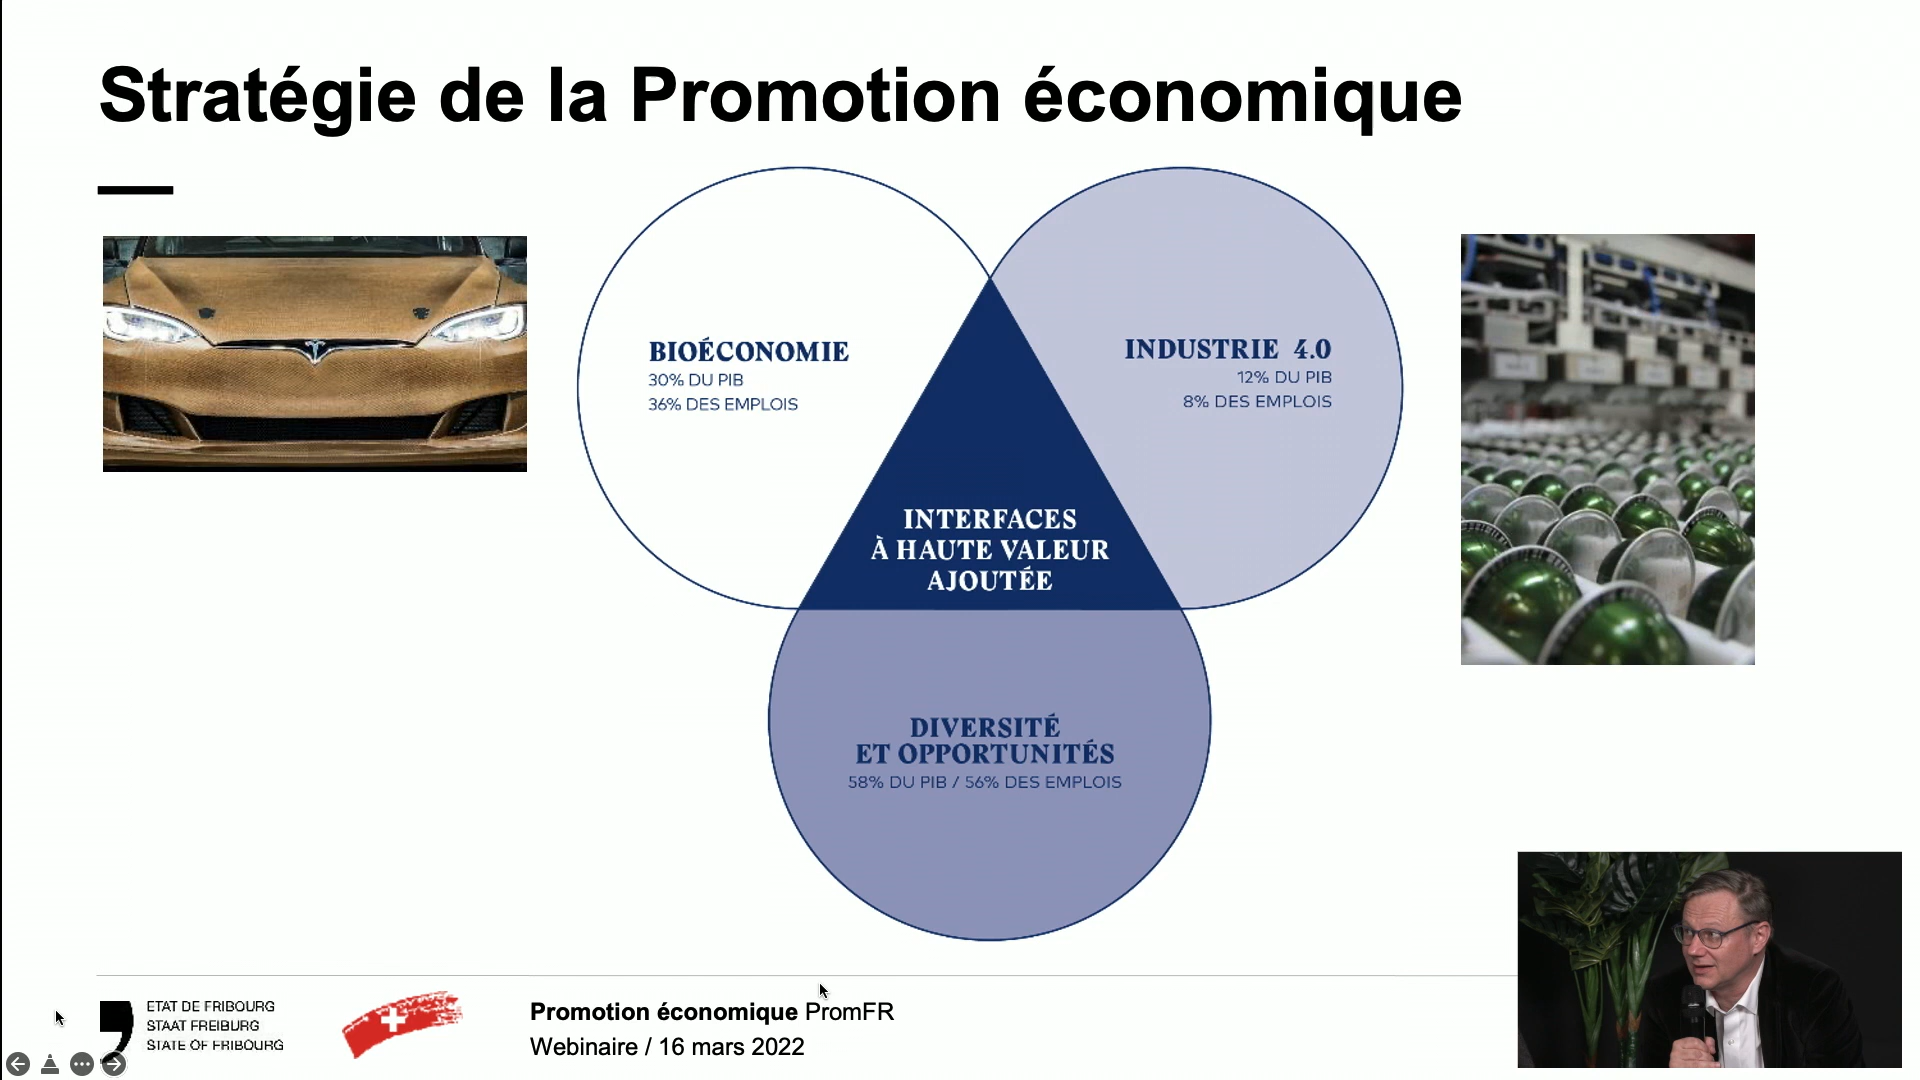 Stratégie de la Promotion économique
BIOÉCONOMIE
30% DU PIB
36% DES EMPLOIS
INDUSTRIE 4.0
12% DU PIB
8% DES EMPLOIS
INTERFACES
À HAUTE VALEUR
AJOUTÉE
DIVERSITÉ
ET OPPORTUNITÉS
58% DU PIB / 56% DES EMPLOIS
ETAT DE FRIBOURG
STAAT FREIBURG
STATE OF FRIBOURG
Promotion économique PromFR
Webinaire / 16 mars 2022